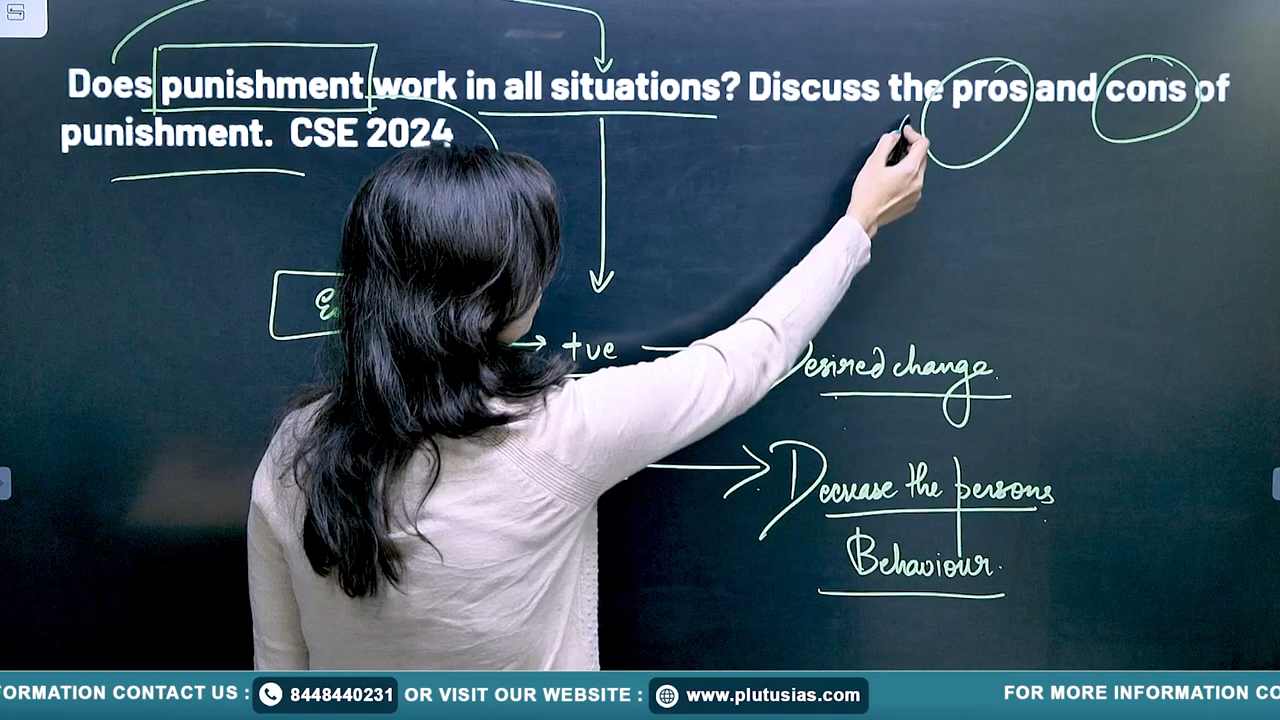 Does punishment work in all situations? Discuss the pros and cons of
punishment. CSE 2024
+ve
Desired change.
Decrease the persons
Behaviour.
FORMATION CONTACT US : 8448440231 OR VISIT OUR WEBSITE : www.plutusias.com FOR MORE INFORMATION CO